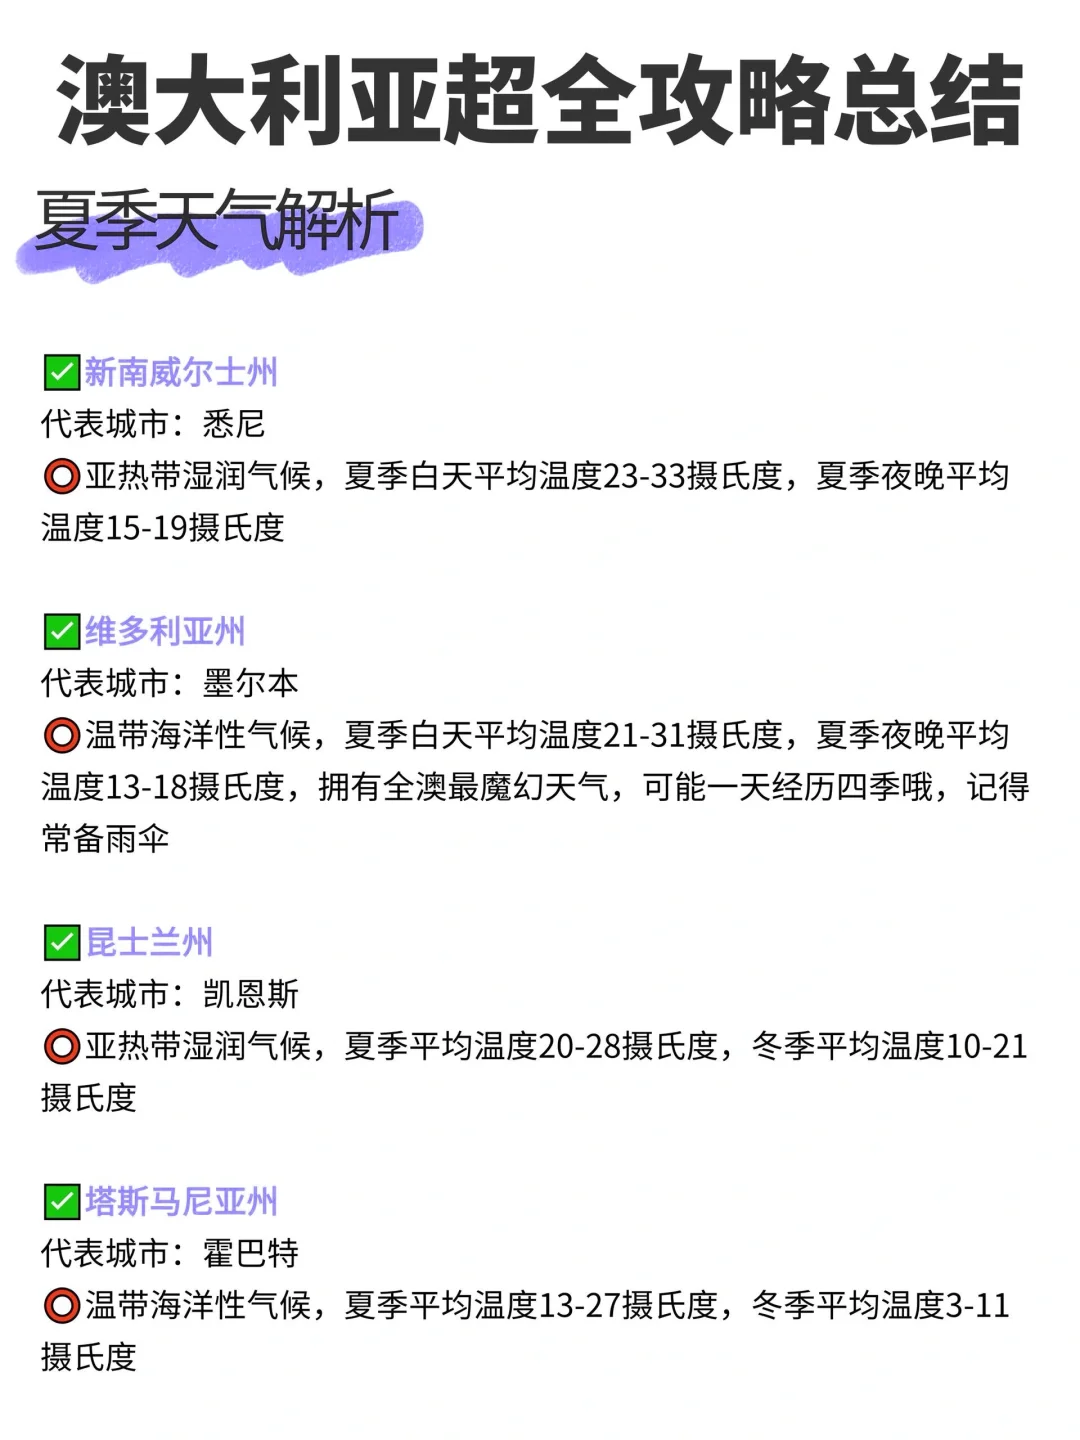 澳大利亚超全攻略总结
夏季天气解析
✅新南威尔士州
代表城市：悉尼
⭕亚热带湿润气候，夏季白天平均温度23-33摄氏度，夏季夜晚平均
温度15-19摄氏度
✅维多利亚州
代表城市：墨尔本
⭕温带海洋性气候，夏季白天平均温度21-31摄氏度，夏季夜晚平均
温度13-18摄氏度，拥有全澳最魔幻天气，可能一天经历四季哦，记得
常备雨伞
✅昆士兰州
代表城市：凯恩斯
⭕亚热带湿润气候，夏季平均温度20-28摄氏度，冬季平均温度10-21
摄氏度
✅塔斯马尼亚州
代表城市：霍巴特
⭕温带海洋性气候，夏季平均温度13-27摄氏度，冬季平均温度3-11
摄氏度